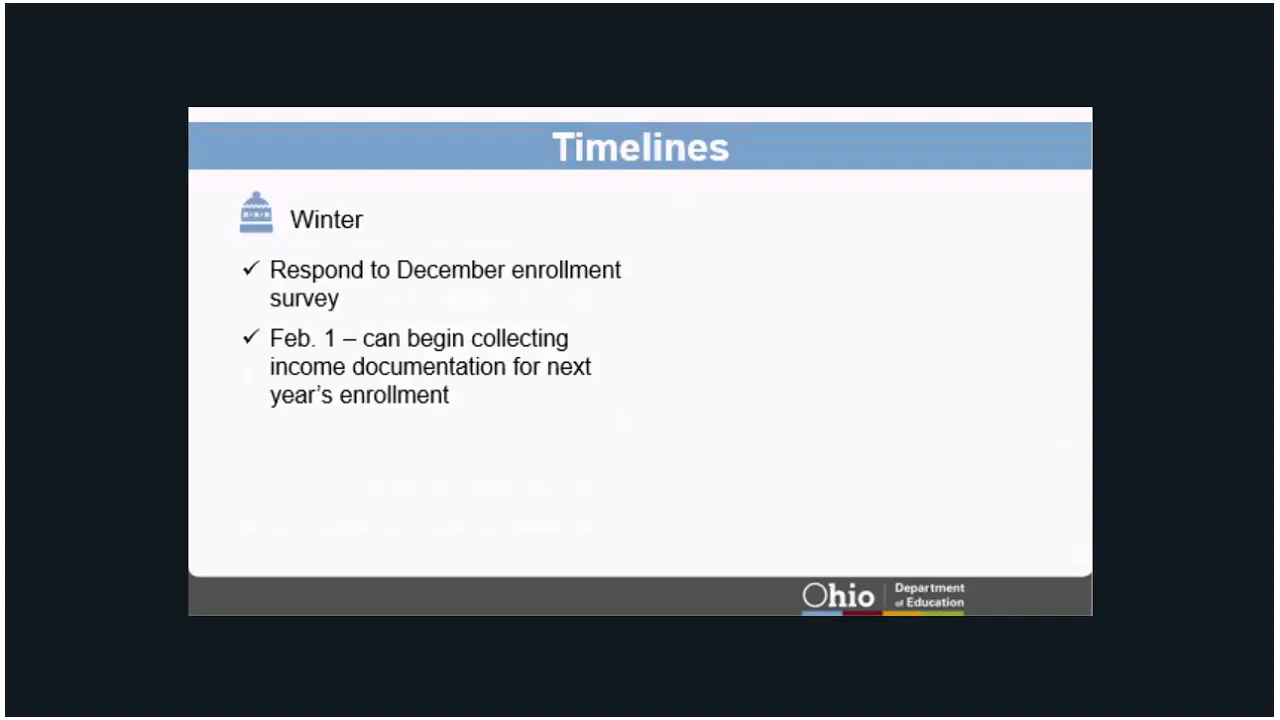 Timelines
Winter
✓ Respond to December enrollment
survey
✓ Feb. 1 – can begin collecting
income documentation for next
year's enrollment
Ohio
Department
of Education